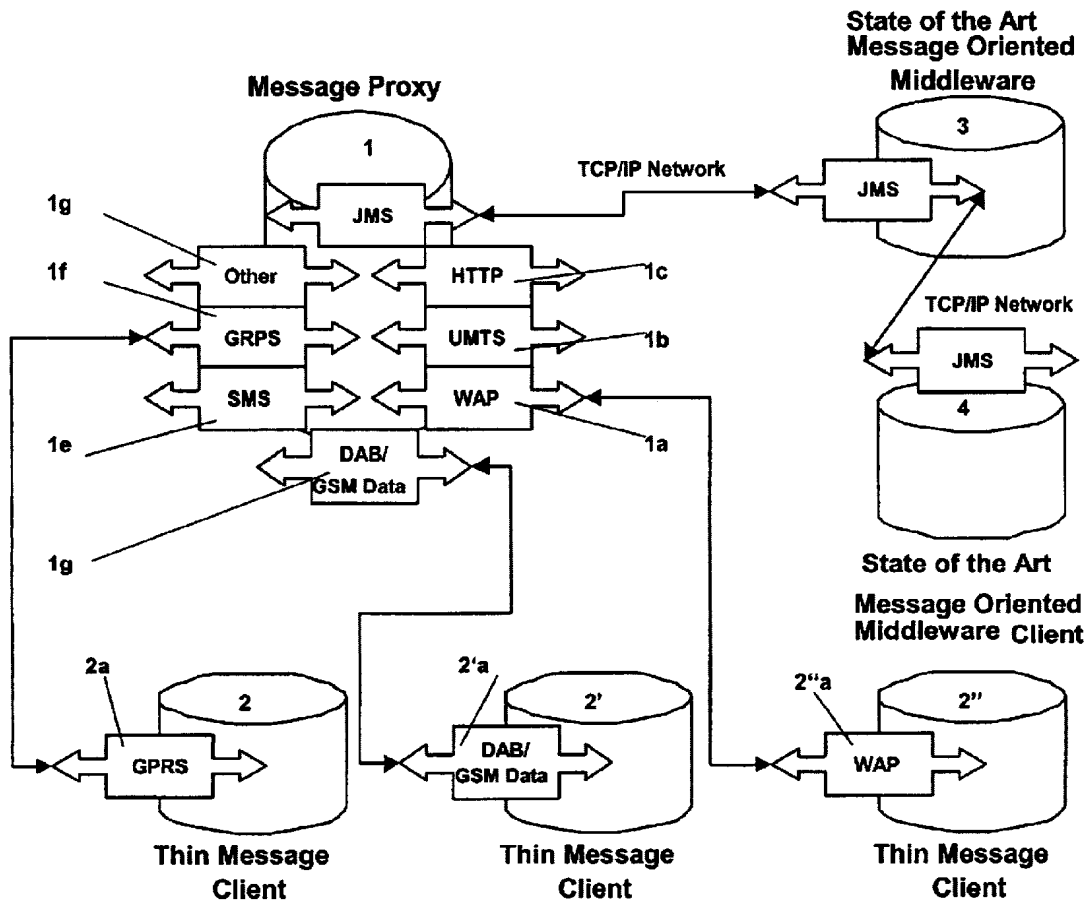 State of the Art
Message Oriented
Middleware
Message Proxy
3
1
TCP/IP Network
JMS
JMS
1g
Other
HTTP
1c
1f
GRPS
UMTS
1b
TCP/IP Network
JMS
SMS
WAP
4
1e
1a
DAB/
GSM Data
1g
State of the Art
Message Oriented
Middleware Client
2a
2
2'a
2'
2"a
2"
GPRS
DAB/
GSM Data
WAP
Thin Message
Client
Thin Message
Client
Thin Message
Client